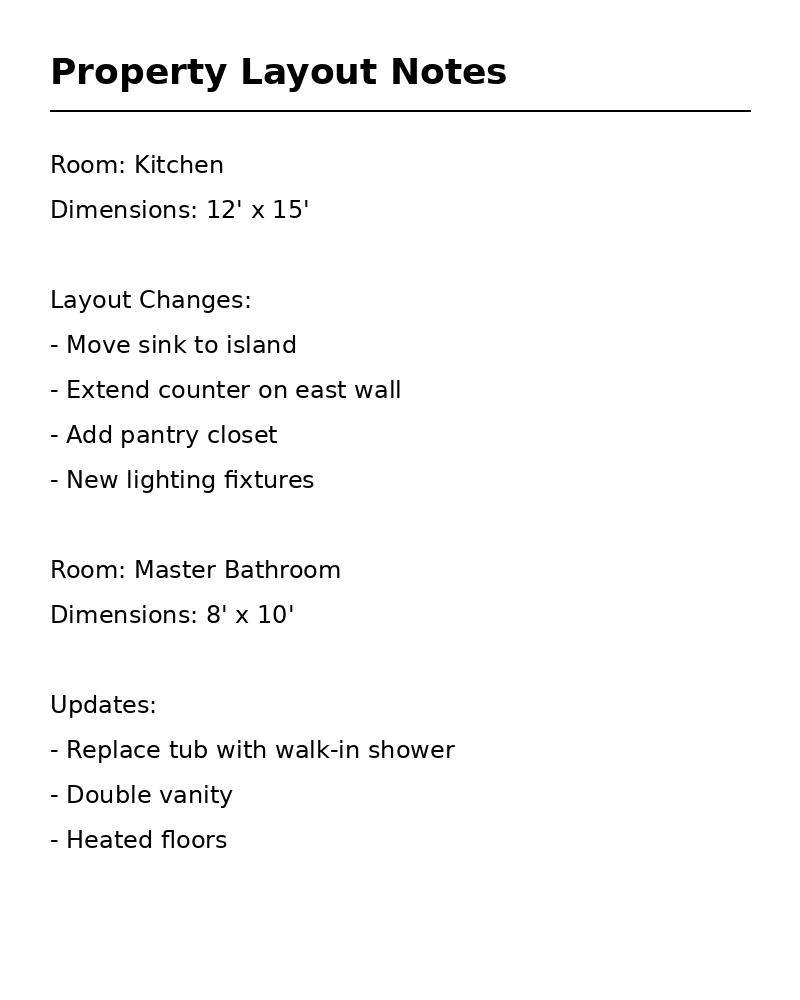 Property Layout Notes
Room: Kitchen
Dimensions: 12' x 15'
Layout Changes:
- Move sink to island
- Extend counter on east wall
- Add pantry closet
- New lighting fixtures
Room: Master Bathroom
Dimensions: 8' x 10'
Updates:
- Replace tub with walk-in shower
- Double vanity
- Heated floors